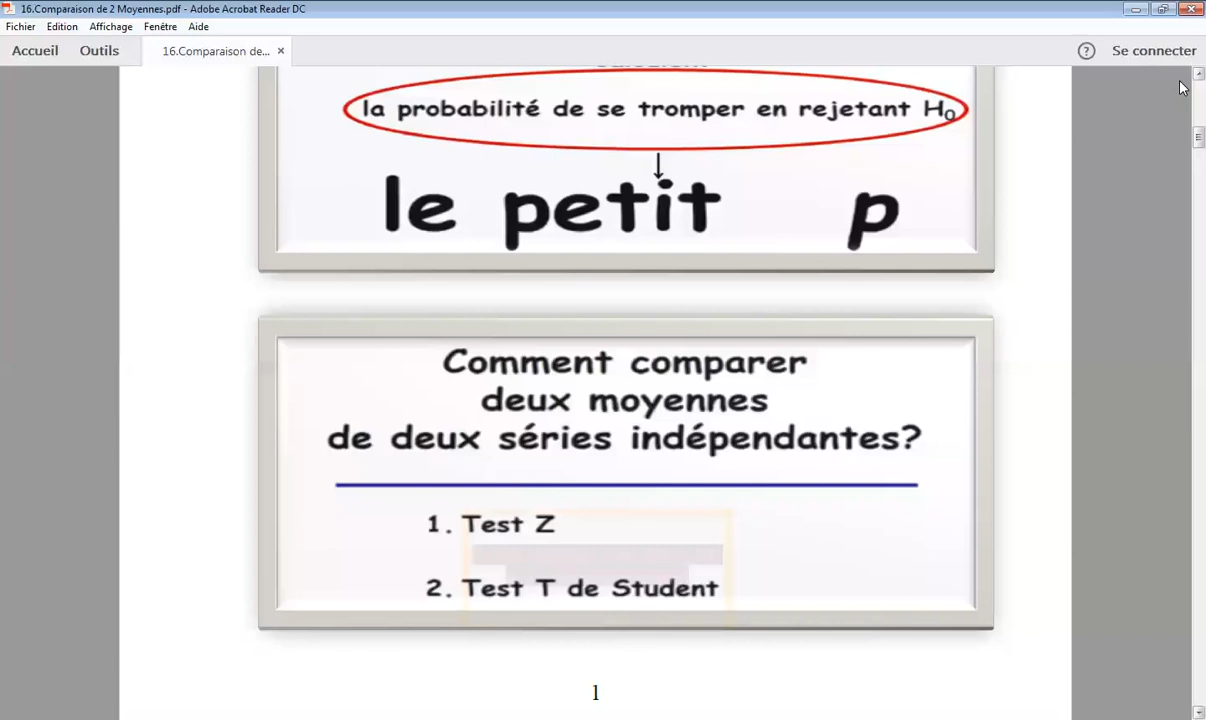 16.Comparaison de 2 Moyennes.pdf - Adobe Acrobat Reader DC
Fichier Edition Affichage Fenêtre Aide
Accueil Outils 16.Comparaison de... × ? Se connecter
la probabilité de se tromper en rejetant H₀
le petit p
Comment comparer
deux moyennes
de deux séries indépendantes?
1. Test Z
2. Test T de Student
1